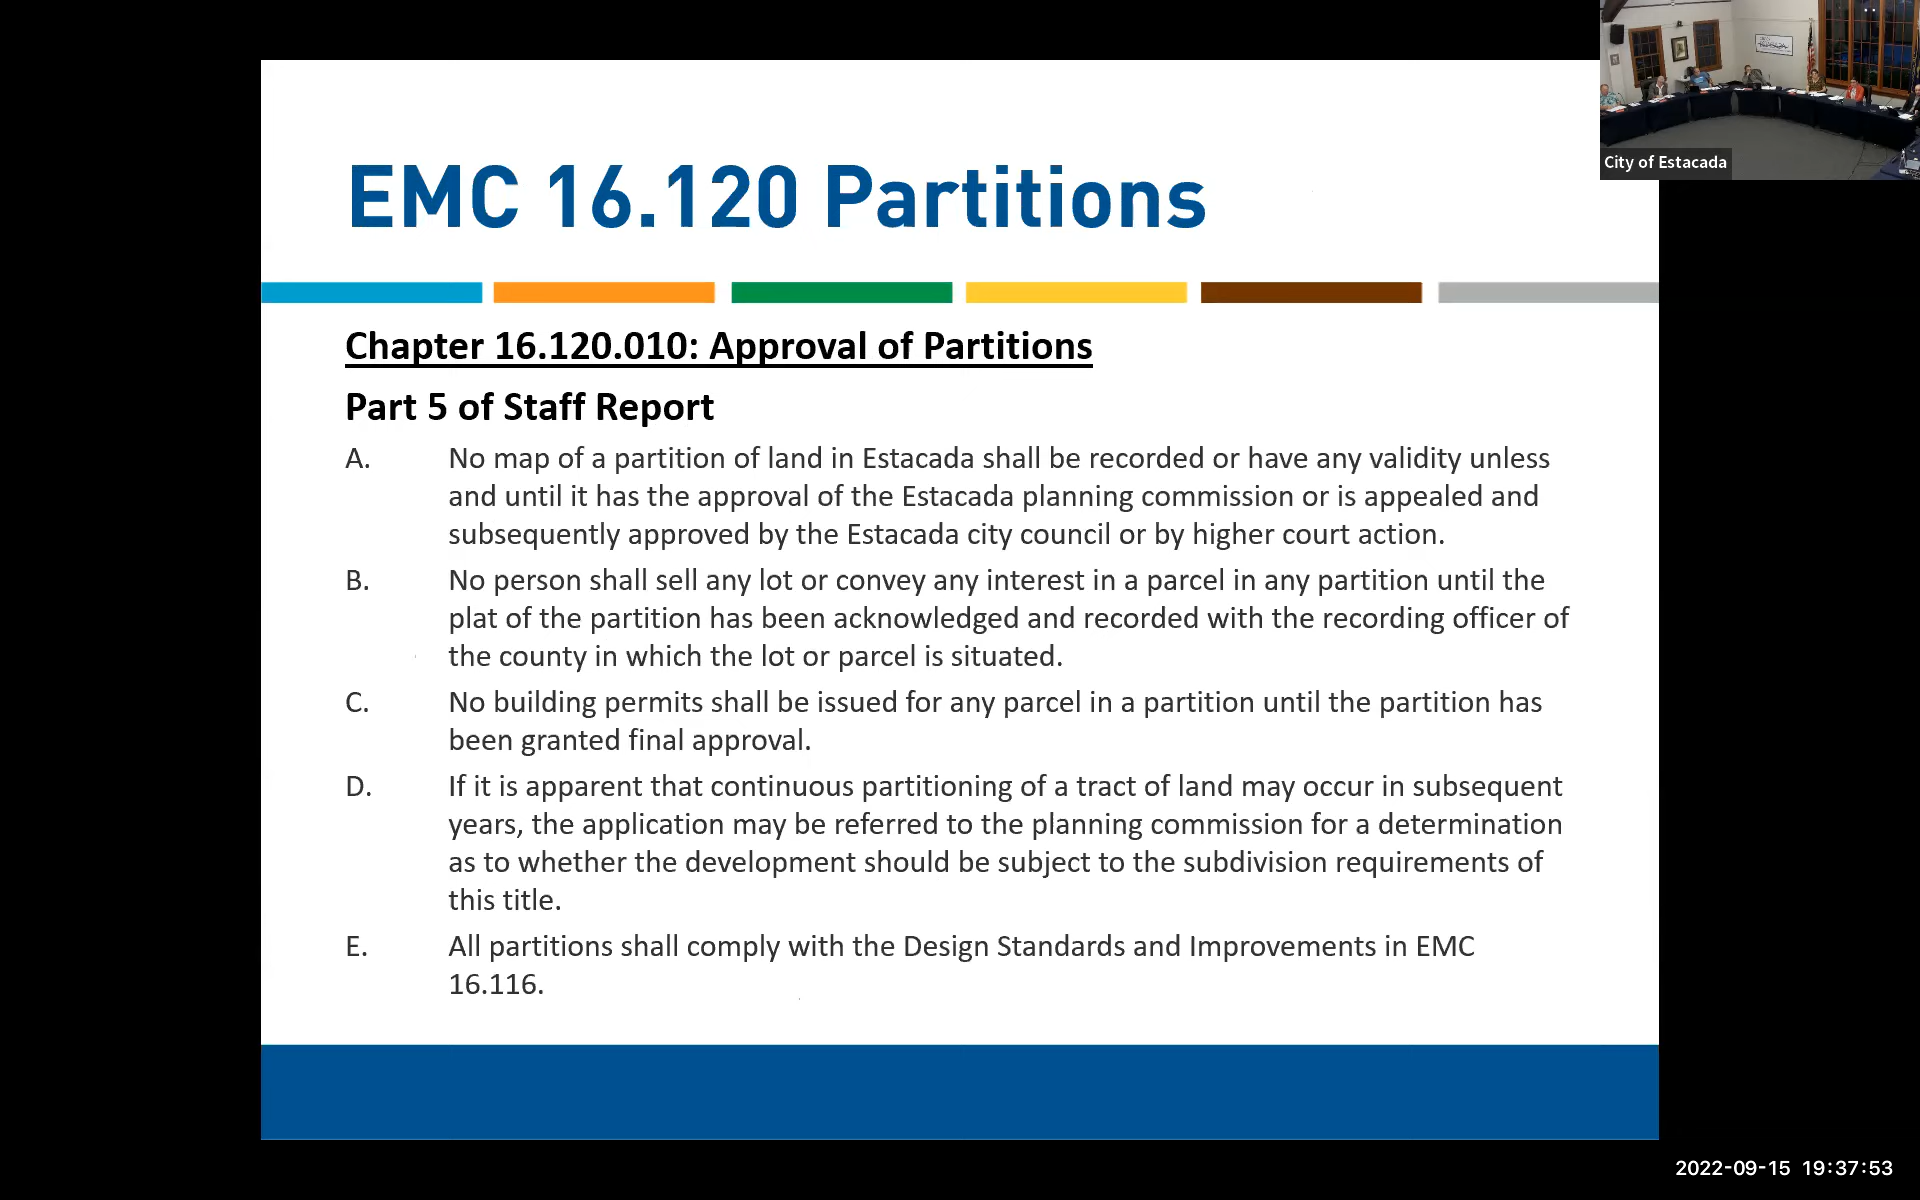 City of Estacada
EMC 16.120 Partitions
Chapter 16.120.010: Approval of Partitions
Part 5 of Staff Report
A. No map of a partition of land in Estacada shall be recorded or have any validity unless
and until it has the approval of the Estacada planning commission or is appealed and
subsequently approved by the Estacada city council or by higher court action.
B. No person shall sell any lot or convey any interest in a parcel in any partition until the
plat of the partition has been acknowledged and recorded with the recording officer of
the county in which the lot or parcel is situated.
C. No building permits shall be issued for any parcel in a partition until the partition has
been granted final approval.
D. If it is apparent that continuous partitioning of a tract of land may occur in subsequent
years, the application may be referred to the planning commission for a determination
as to whether the development should be subject to the subdivision requirements of
this title.
E. All partitions shall comply with the Design Standards and Improvements in EMC
16.116.
2022-09-15 19:37:53